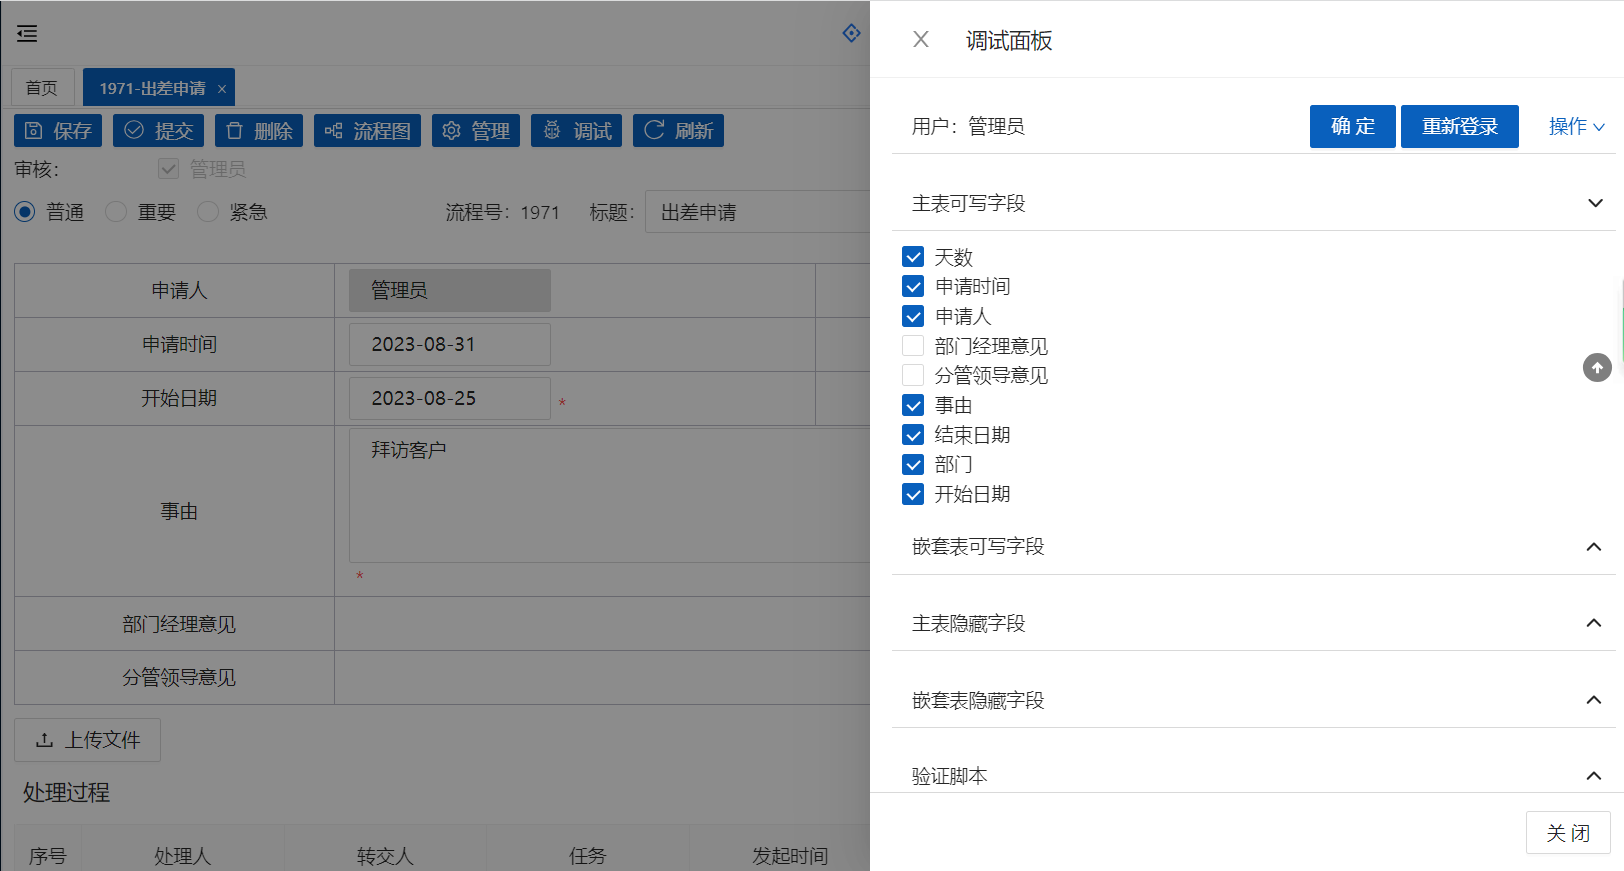 首页
1971-出差申请 ×
保存 提交 删除 流程图 管理 调试 刷新
审核： 管理员
普通 重要 紧急 流程号：1971 标题： 出差申请
申请人 管理员
申请时间 2023-08-31
开始日期 2023-08-25 *
事由 拜访客户
*
部门经理意见
分管领导意见
上传文件
处理过程
序号 处理人 转交人 任务 发起时间
调试面板
用户：管理员 确 定 重新登录 操作
主表可写字段
天数
申请时间
申请人
部门经理意见
分管领导意见
事由
结束日期
部门
开始日期
嵌套表可写字段
主表隐藏字段
嵌套表隐藏字段
验证脚本
关 闭